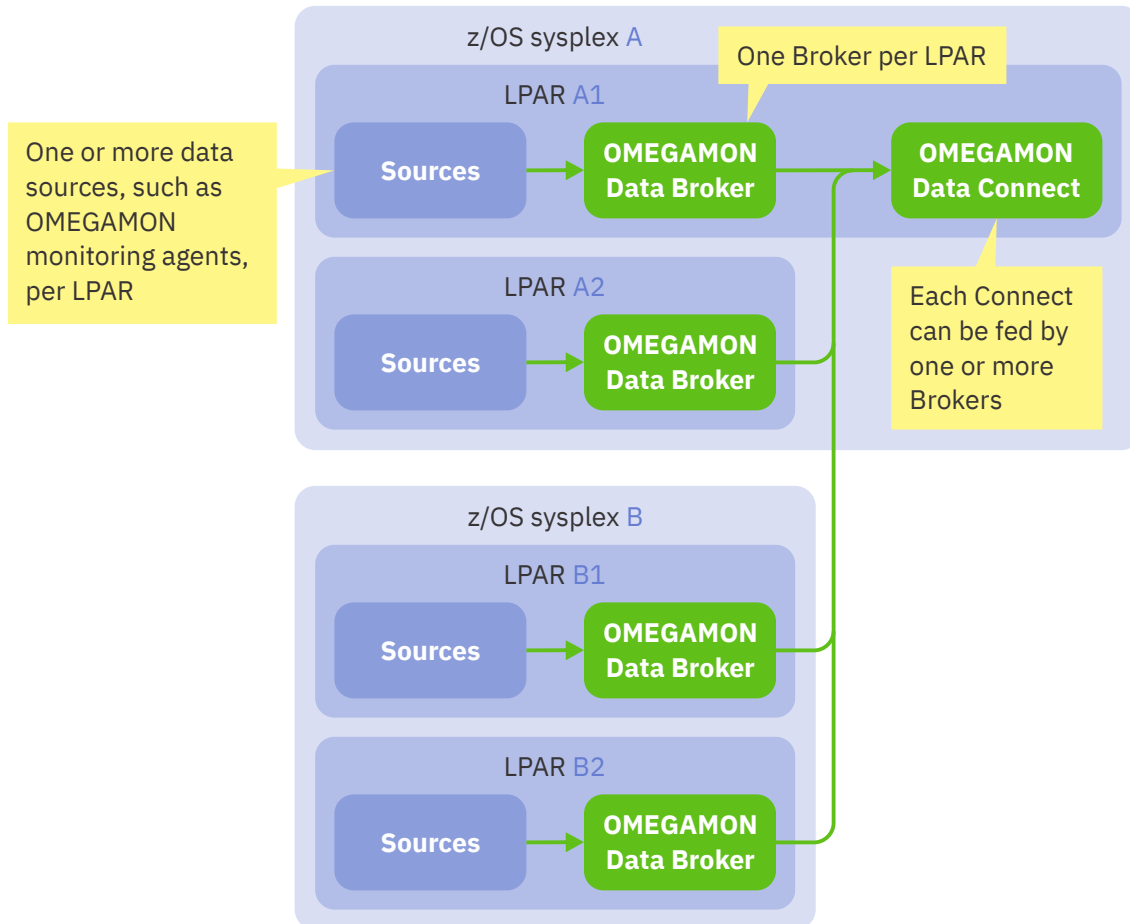 z/OS sysplex A
One Broker per LPAR
LPAR A1
One or more data
sources, such as
OMEGAMON
monitoring agents,
per LPAR
Sources
OMEGAMON
Data Broker
OMEGAMON
Data Connect
LPAR A2
Sources
OMEGAMON
Data Broker
Each Connect
can be fed by
one or more
Brokers
z/OS sysplex B
LPAR B1
Sources
OMEGAMON
Data Broker
LPAR B2
Sources
OMEGAMON
Data Broker